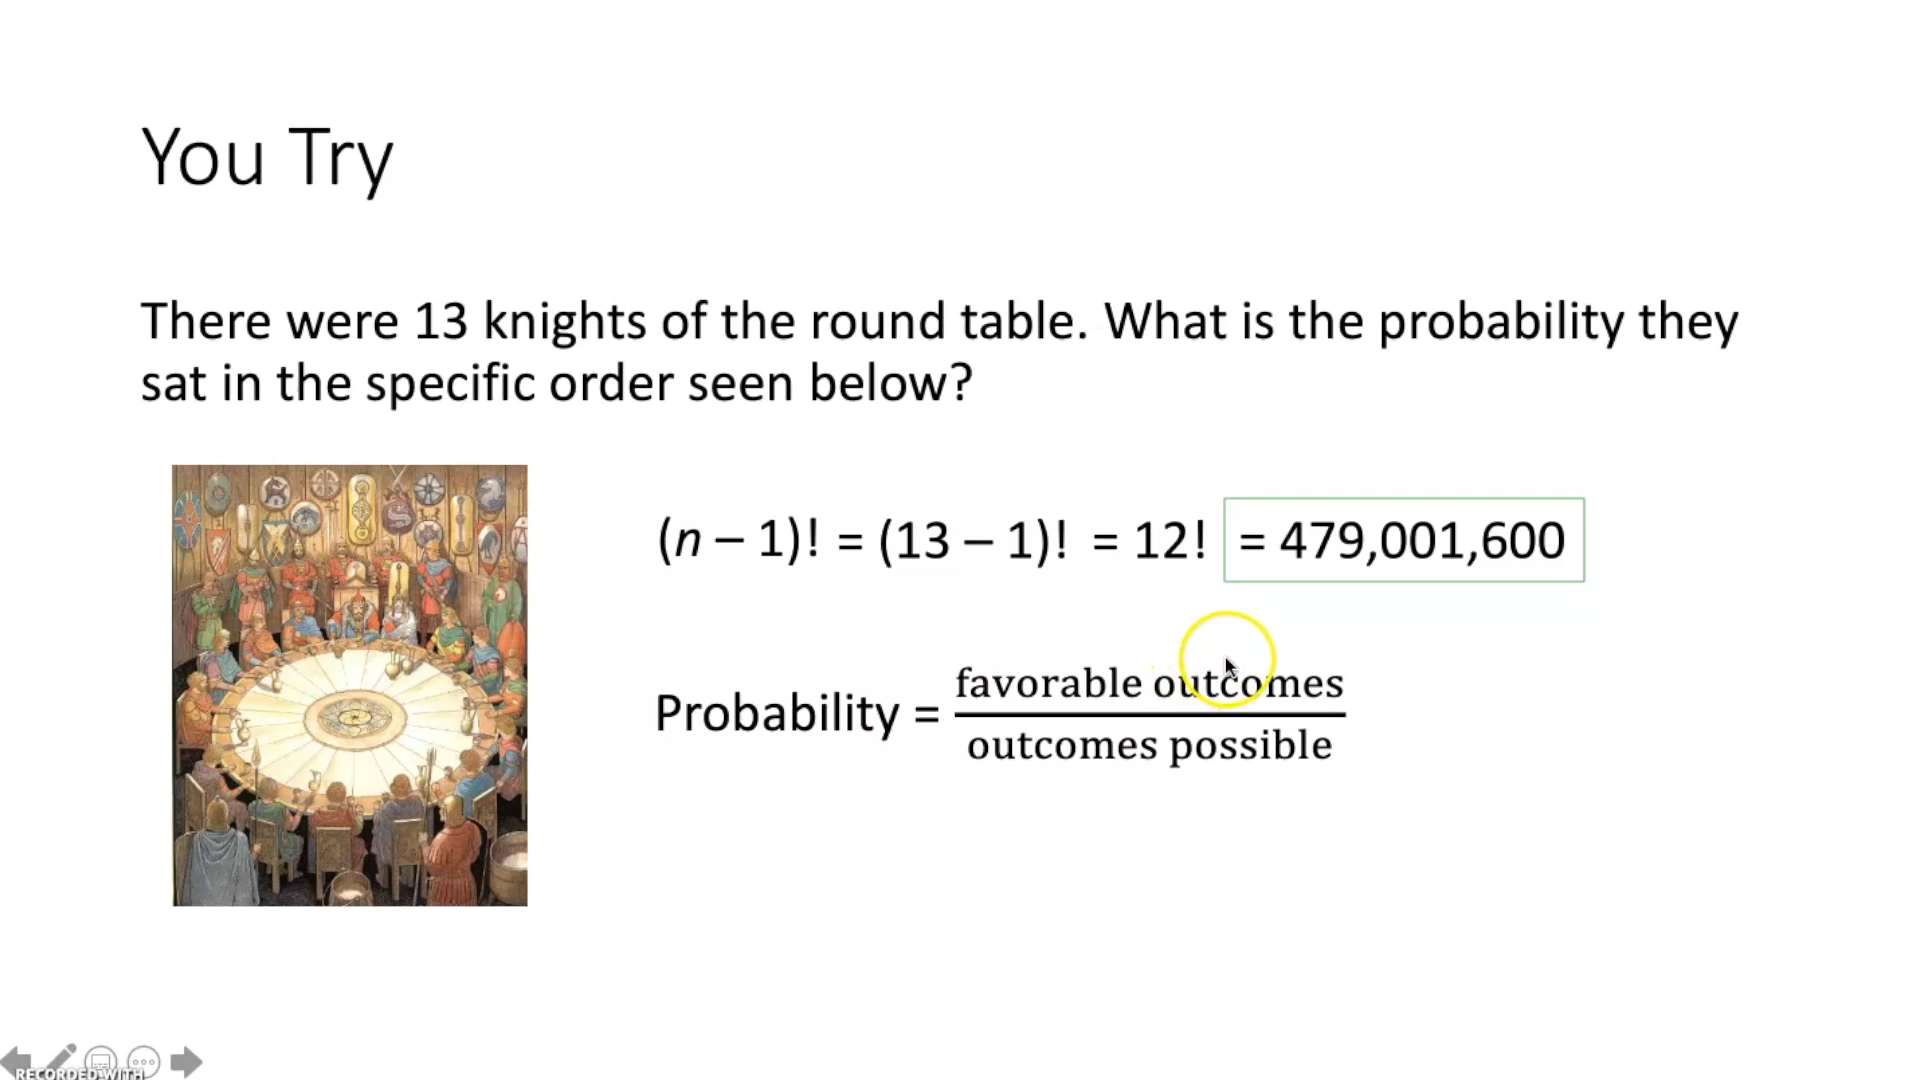 You Try
There were 13 knights of the round table. What is the probability they
sat in the specific order seen below?
(n – 1)! = (13 – 1)! = 12! = 479,001,600
Probability = favorable outcomes
outcomes possible
RECORDED WITH